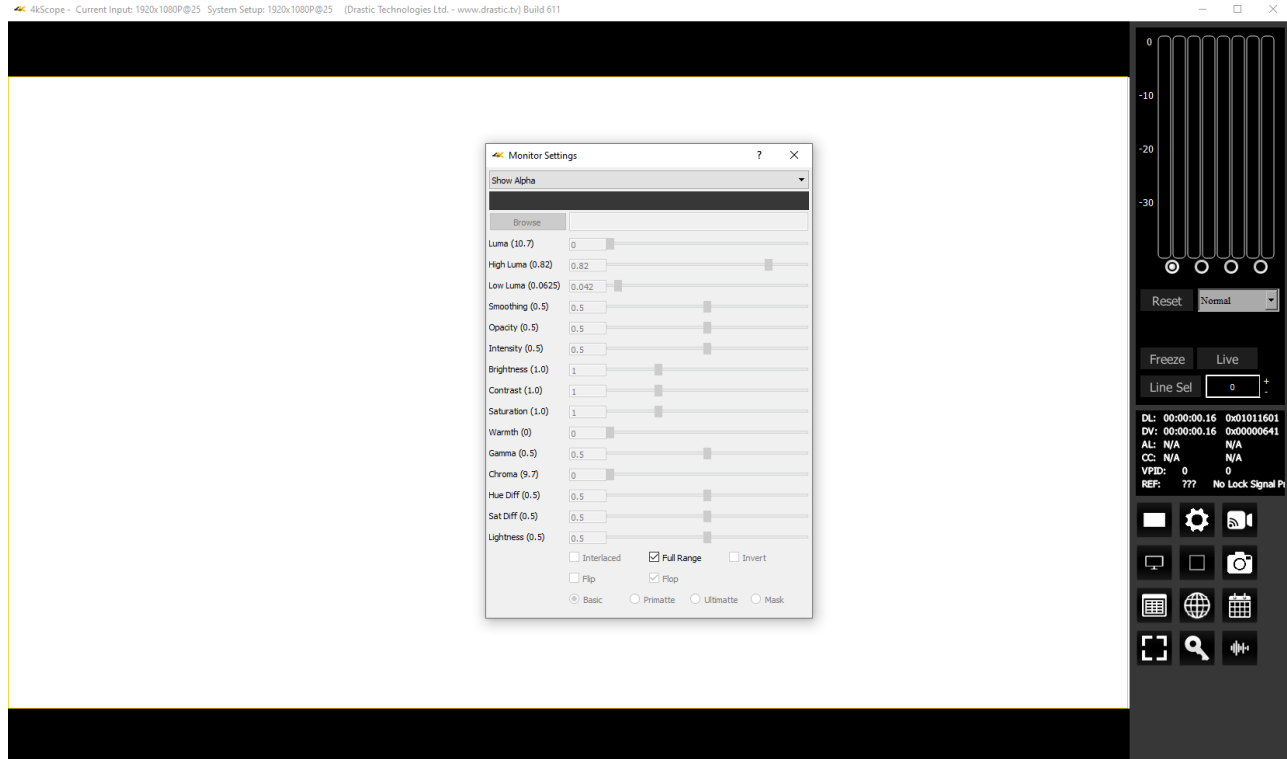 4kScope - Current Input: 1920x1080P@25 System Setup: 1920x1080P@25 (Drastic Technologies Ltd. - www.drastic.tv) Build 611
Monitor Settings
?
Show Alpha
Browse
Luma (10.7) 0
High Luma (0.82) 0.82
Low Luma (0.0625) 0.042
Smoothing (0.5) 0.5
Opacity (0.5) 0.5
Intensity (0.5) 0.5
Brightness (1.0) 1
Contrast (1.0) 1
Saturation (1.0) 1
Warmth (0) 0
Gamma (0.5) 0.5
Chroma (9.7) 0
Hue Diff (0.5) 0.5
Sat Diff (0.5) 0.5
Lightness (0.5) 0.5
Interlaced Full Range Invert
Flip Flop
Basic Primatte Ultimatte Mask
0
-10
-20
-30
Reset Normal
Freeze Live
Line Sel 0 + -
DL: 00:00:00.16 0x01011601
DV: 00:00:00.16 0x00000641
AL: N/A N/A
CC: N/A N/A
VPID: 0 0
REF: ??? No Lock Signal Pr